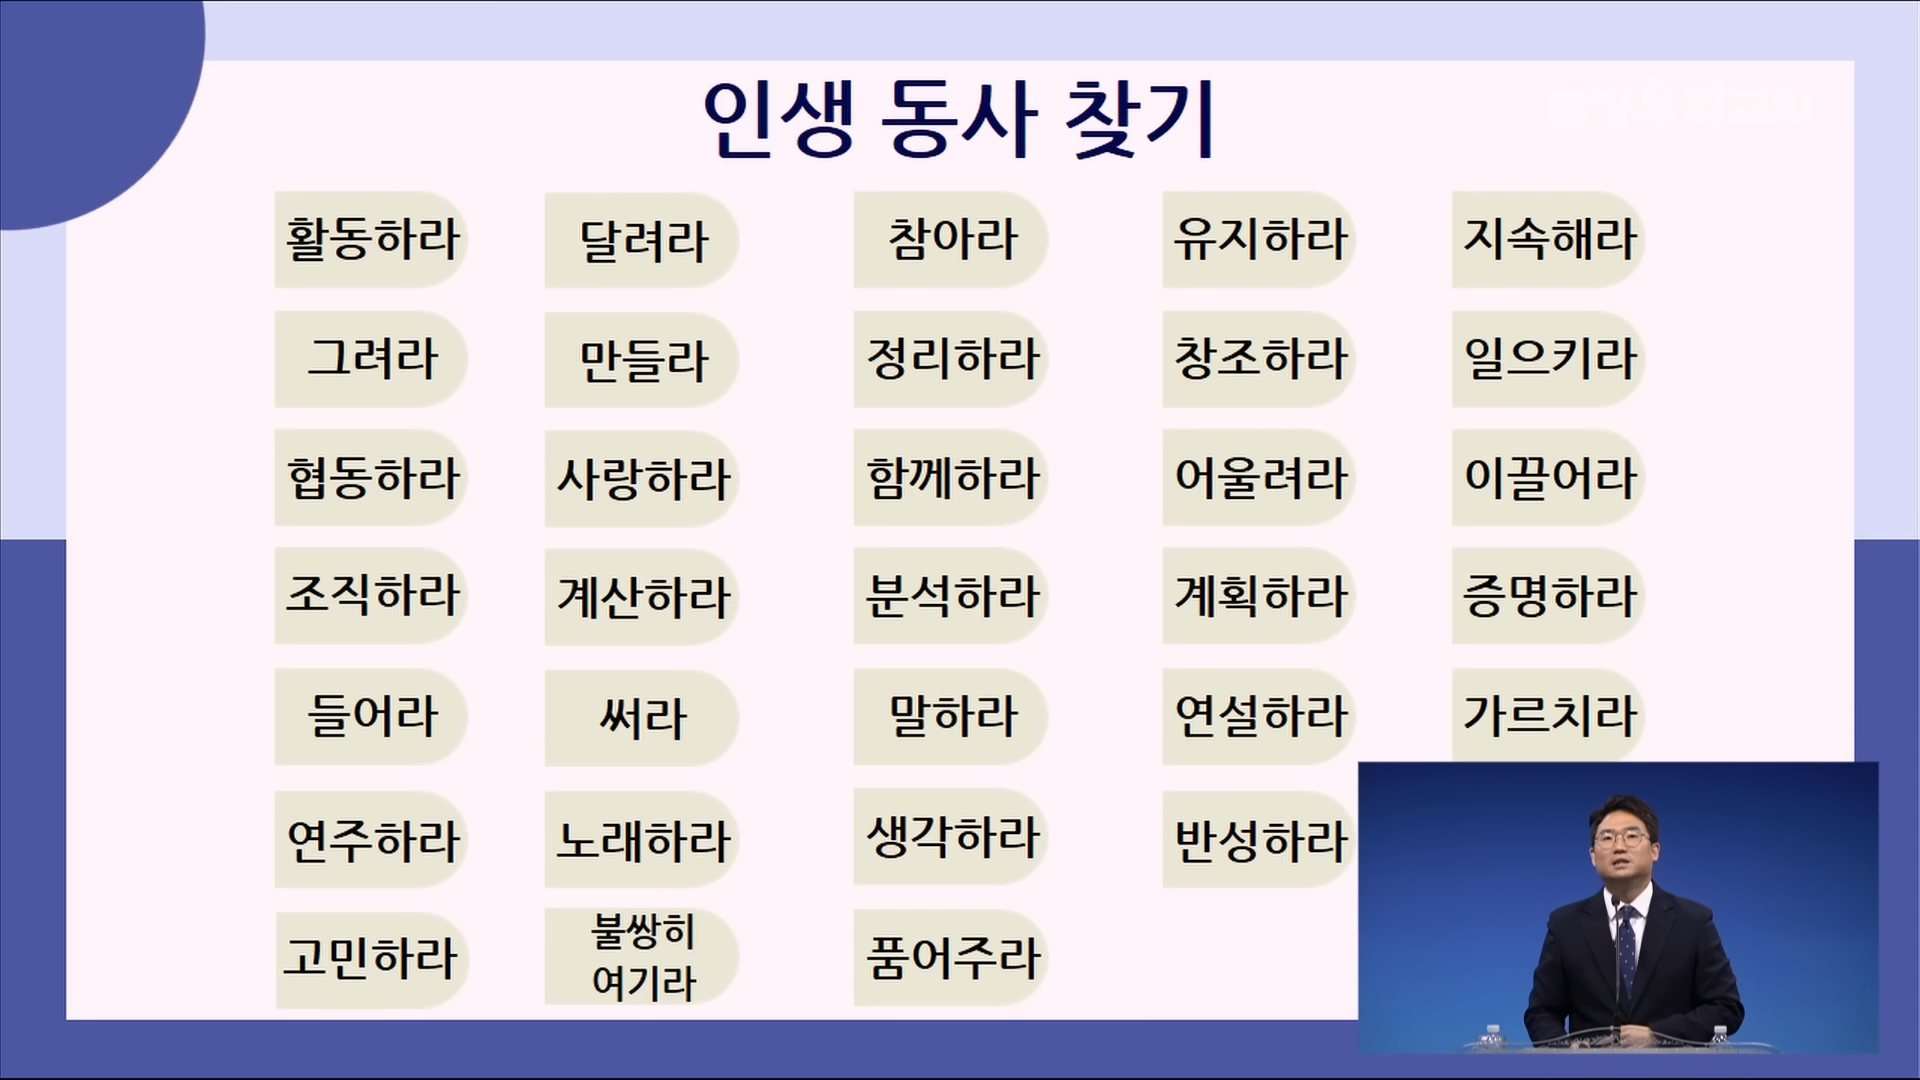 인생 동사 찾기
활동하라 달려라 참아라 유지하라 지속해라
그려라 만들라 정리하라 창조하라 일으키라
협동하라 사랑하라 함께하라 어울려라 이끌어라
조직하라 계산하라 분석하라 계획하라 증명하라
들어라 써라 말하라 연설하라 가르치라
연주하라 노래하라 생각하라 반성하라
고민하라 불쌍히
여기라 품어주라